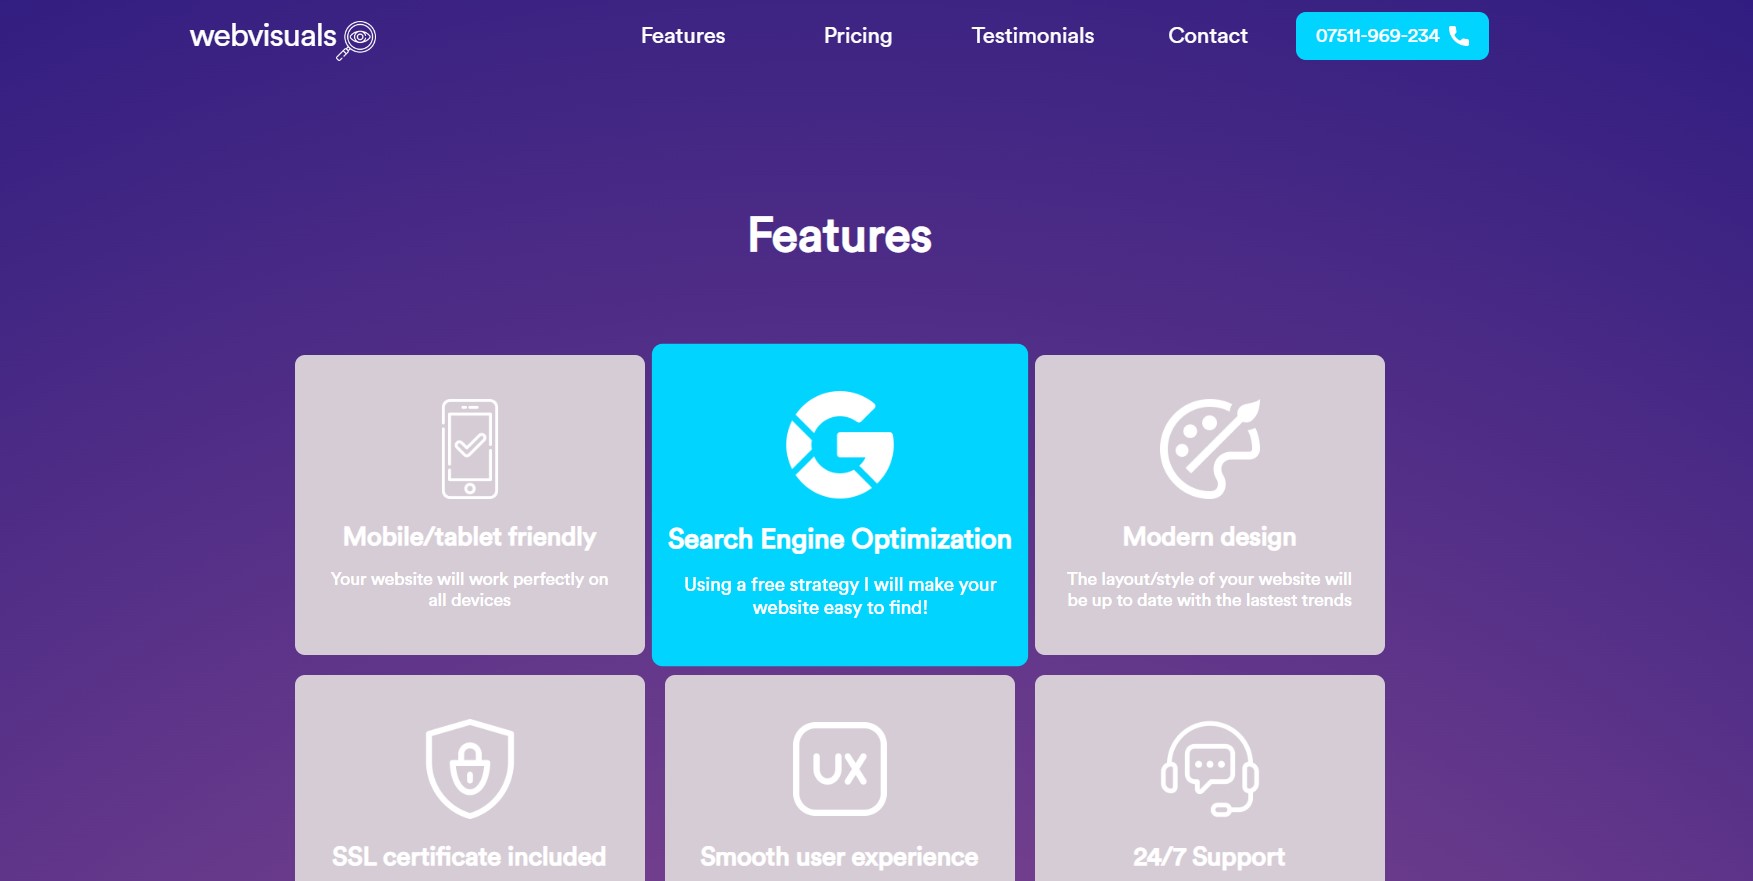 webvisuals
Features
Pricing
Testimonials
Contact
07511-969-234
Features
Mobile/tablet friendly
Your website will work perfectly on
all devices
Search Engine Optimization
Using a free strategy I will make your
website easy to find!
Modern design
The layout/style of your website will
be up to date with the lastest trends
SSL certificate included
UX
Smooth user experience
24/7 Support